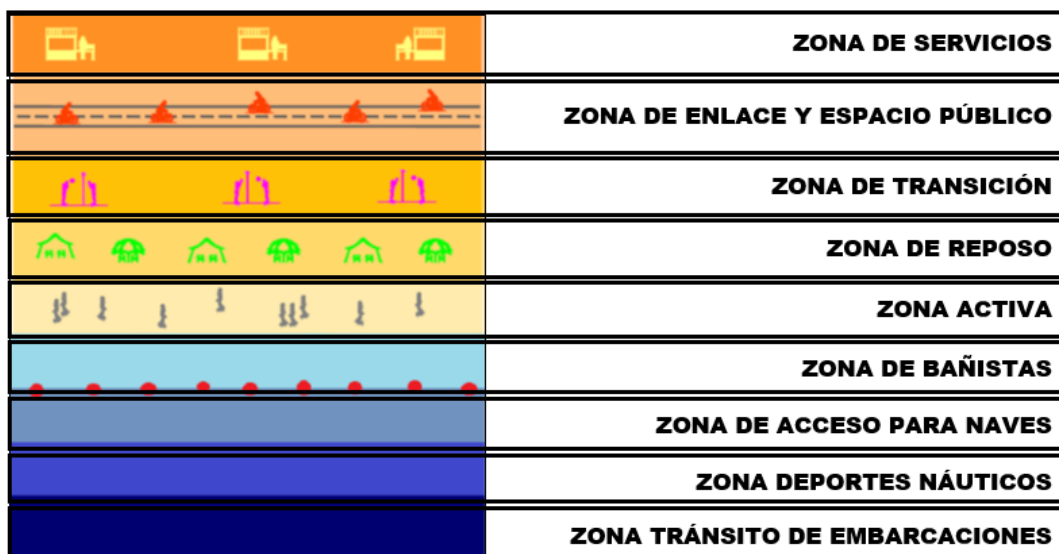 ZONA DE SERVICIOS
ZONA DE ENLACE Y ESPACIO PÚBLICO
ZONA DE TRANSICIÓN
ZONA DE REPOSO
ZONA ACTIVA
ZONA DE BAÑISTAS
ZONA DE ACCESO PARA NAVES
ZONA DEPORTES NÁUTICOS
ZONA TRÁNSITO DE EMBARCACIONES